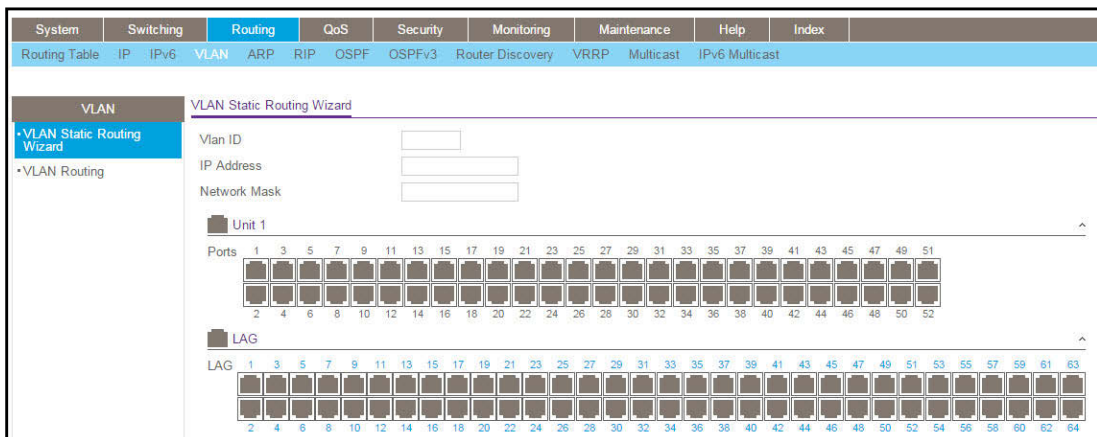 System Switching Routing QoS Security Monitoring Maintenance Help Index
Routing Table IP IPv6 VLAN ARP RIP OSPF OSPFv3 Router Discovery VRRP Multicast IPv6 Multicast
VLAN
VLAN Static Routing Wizard
•VLAN Static Routing
Wizard
•VLAN Routing
Vlan ID
IP Address
Network Mask
Unit 1
Ports 1 3 5 7 9 11 13 15 17 19 21 23 25 27 29 31 33 35 37 39 41 43 45 47 49 51
2 4 6 8 10 12 14 16 18 20 22 24 26 28 30 32 34 36 38 40 42 44 46 48 50 52
LAG
LAG 1 3 5 7 9 11 13 15 17 19 21 23 25 27 29 31 33 35 37 39 41 43 45 47 49 51 53 55 57 59 61 63
2 4 6 8 10 12 14 16 18 20 22 24 26 28 30 32 34 36 38 40 42 44 46 48 50 52 54 56 58 60 62 64